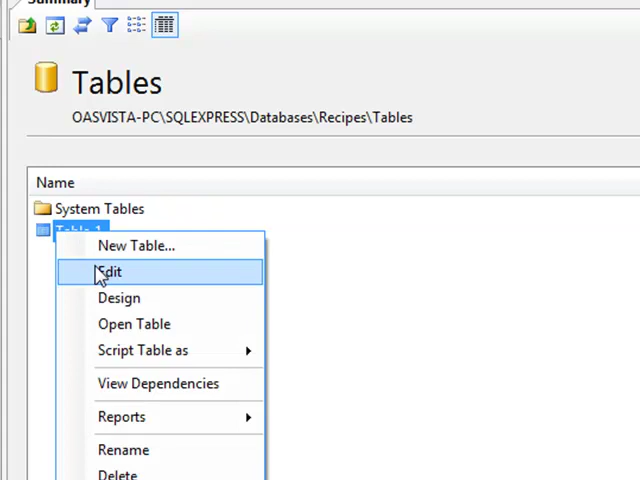 Summary
Tables
OASVISTA-PC\SQLEXPRESS\Databases\Recipes\Tables
Name
System Tables
Table_1
New Table...
Edit
Design
Open Table
Script Table as
View Dependencies
Reports
Rename
Delete